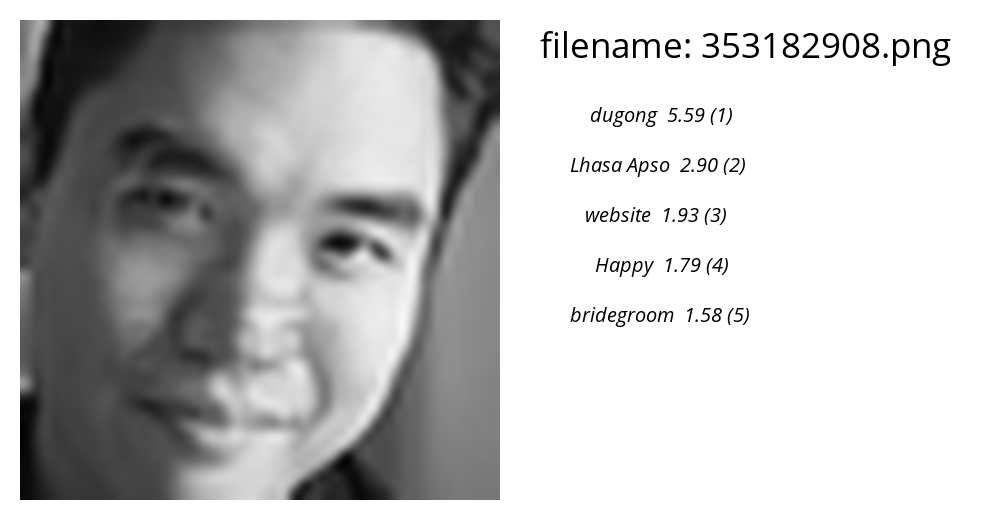 filename: 353182908.png
dugong 5.59 (1)
Lhasa Apso 2.90 (2)
website 1.93 (3)
Happy 1.79 (4)
bridegroom 1.58 (5)